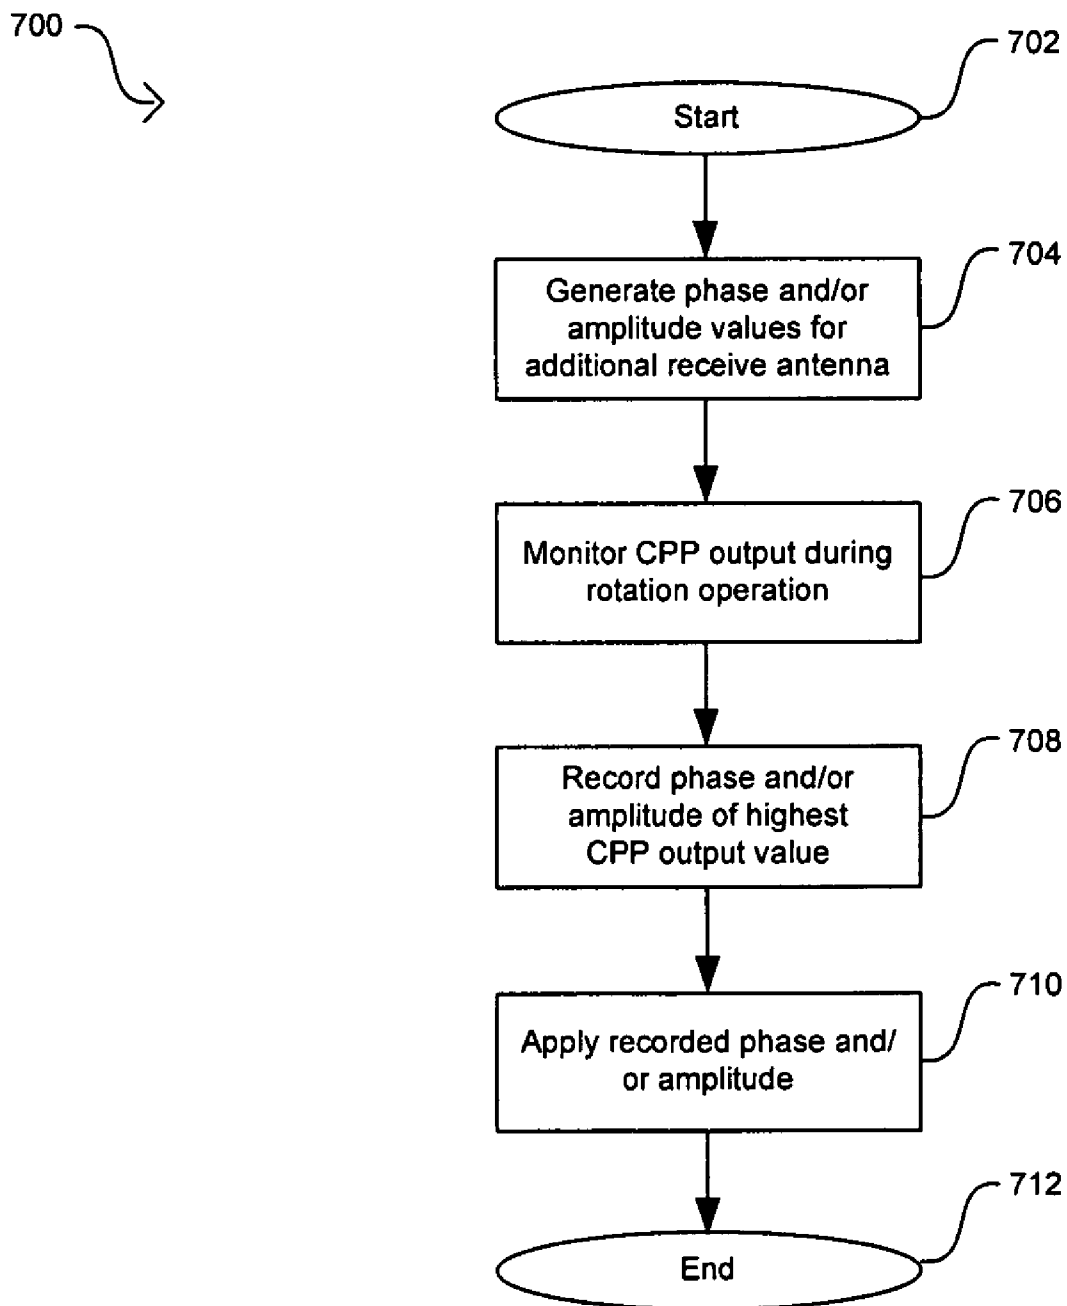 700
702
Start
704
Generate phase and/or
amplitude values for
additional receive antenna
706
Monitor CPP output during
rotation operation
708
Record phase and/or
amplitude of highest
CPP output value
710
Apply recorded phase and/
or amplitude
712
End